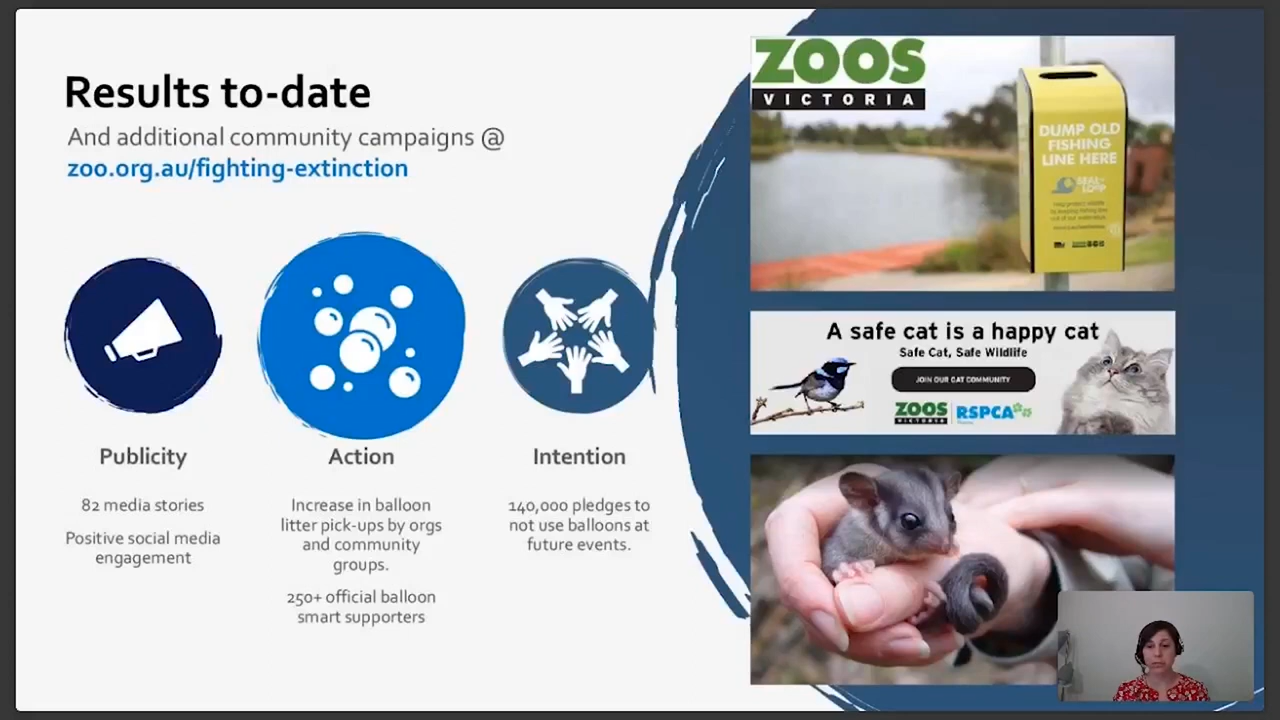 Results to-date
And additional community campaigns @
zoo.org.au/fighting-extinction
Publicity
82 media stories
Positive social media
engagement
Action
Increase in balloon
litter pick-ups by orgs
and community
groups.
250+ official balloon
smart supporters
Intention
140,000 pledges to
not use balloons at
future events.
ZOOS
VICTORIA
DUMP OLD
FISHING
LINE HERE
SEAL
LOOP
A safe cat is a happy cat
Safe Cat, Safe Wildlife
JOIN OUR CAT COMMUNITY
ZOOS
VICTORIA
RSPCA